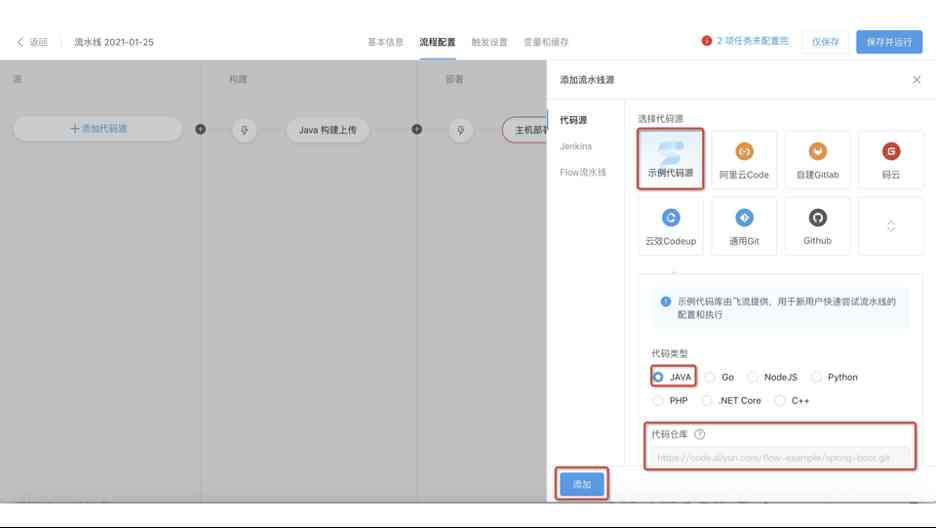 返回
流水线 2021-01-25
基本信息
流程配置
触发设置
变量和缓存
2 项任务未配置完
仅保存
保存并运行
源
构建
部署
添加代码源
Java 构建上传
主机部署
添加流水线源
代码源
Jenkins
Flow流水线
选择代码源
示例代码源
阿里云Code
自建Gitlab
码云
云效Codeup
通用Git
Github
示例代码库由飞流提供，用于新用户快速尝试流水线的
配置和执行
代码类型
JAVA
Go
NodeJS
Python
PHP
.NET Core
C++
代码仓库
https://code.aliyun.com/flow-example/spring-boot.git
添加